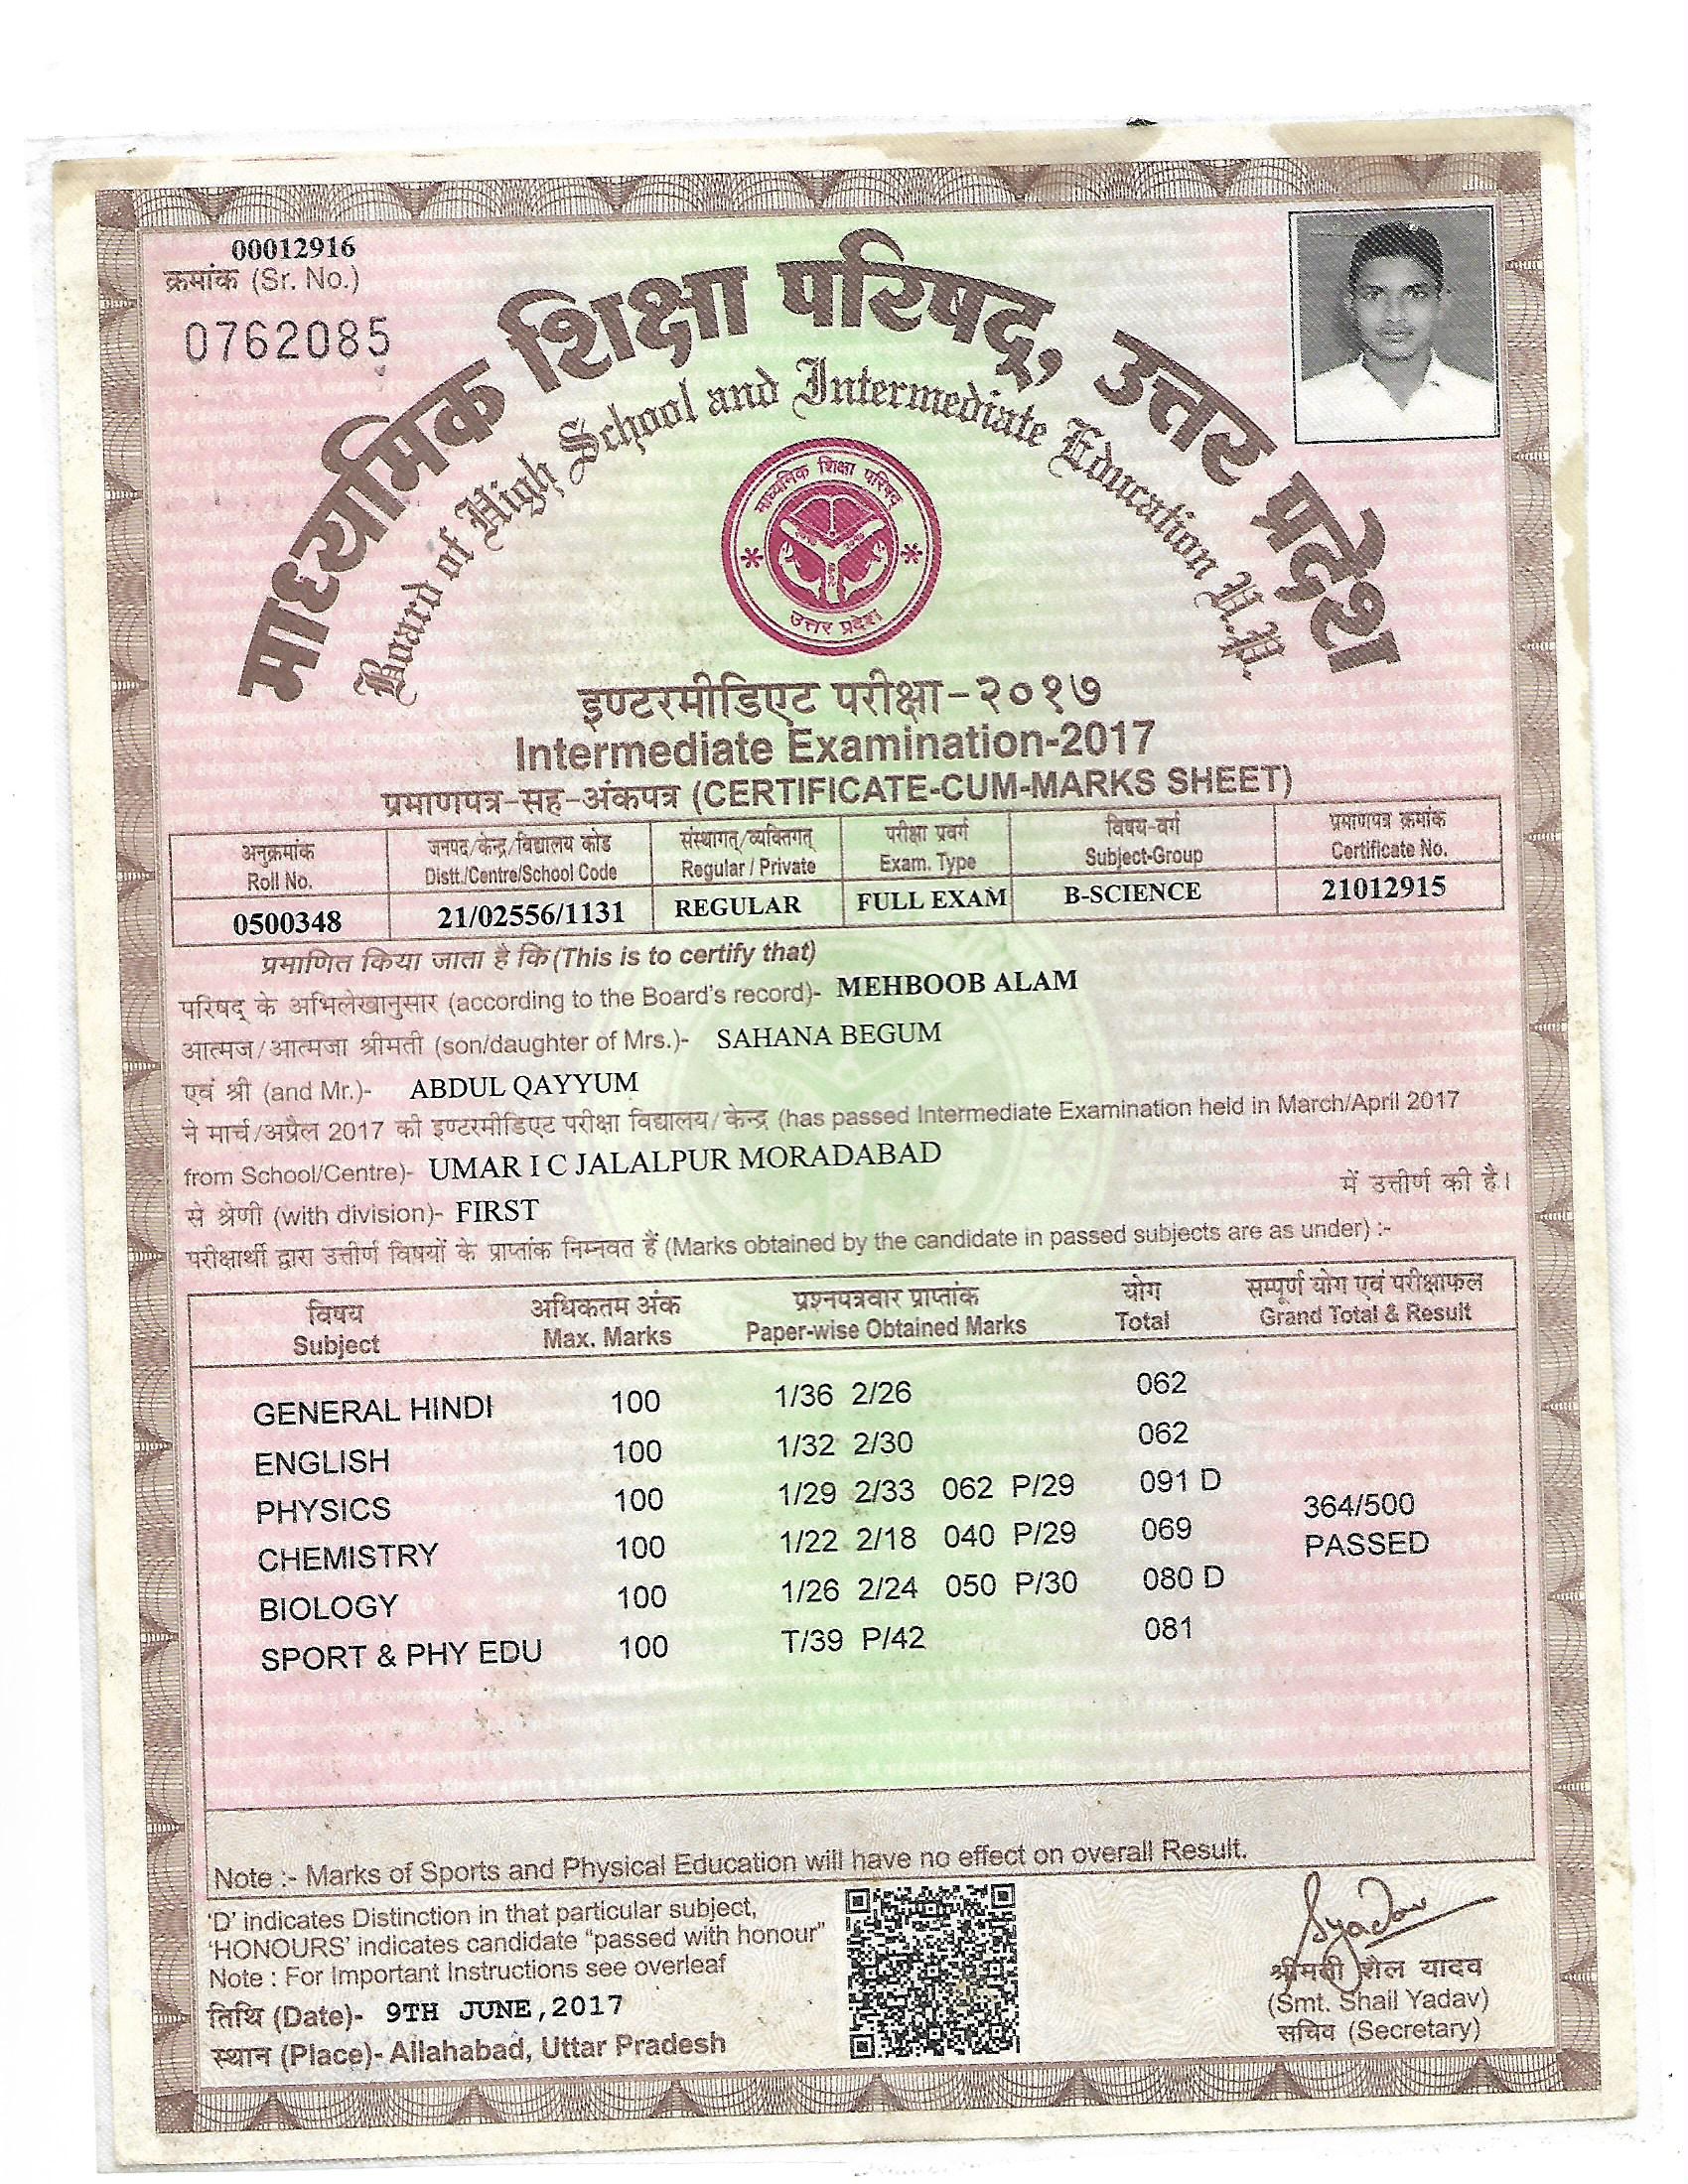 00012916
क्रमांक (Sr. No.)
0762085
माध्यमिक शिक्षा परिषद्, उत्तर प्रदेश
Board of High School and Intermediate Education U.P.
माध्यमिक शिक्षा परिषद्
उत्तर प्रदेश
इण्टरमीडिएट परीक्षा-२०१७
Intermediate Examination-2017
प्रमाणपत्र-सह-अंकपत्र (CERTIFICATE-CUM-MARKS SHEET)
अनुक्रमांक जनपद/केन्द्र/विद्यालय कोड संस्थागत/व्यक्तिगत परीक्षा प्रवर्ग विषय-वर्ग प्रमाणपत्र क्रमांक
Roll No. Distt./Centre/School Code Regular / Private Exam. Type Subject-Group Certificate No.
0500348 21/02556/1131 REGULAR FULL EXAM B-SCIENCE 21012915
प्रमाणित किया जाता है कि (This is to certify that)
परिषद् के अभिलेखानुसार (according to the Board's record)- MEHBOOB ALAM
आत्मज/आत्मजा श्रीमती (son/daughter of Mrs.)- SAHANA BEGUM
एवं श्री (and Mr.)- ABDUL QAYYUM
ने मार्च/अप्रैल 2017 की इण्टरमीडिएट परीक्षा विद्यालय/केन्द्र (has passed Intermediate Examination held in March/April 2017
from School/Centre)- UMAR I C JALALPUR MORADABAD
से श्रेणी (with division)- FIRST में उत्तीर्ण की है।
परीक्षार्थी द्वारा उत्तीर्ण विषयों के प्राप्तांक निम्नवत हैं (Marks obtained by the candidate in passed subjects are as under) :-
विषय अधिकतम अंक प्रश्नपत्रवार प्राप्तांक योग सम्पूर्ण योग एवं परीक्षाफल
Subject Max. Marks Paper-wise Obtained Marks Total Grand Total & Result
GENERAL HINDI 100 1/36 2/26 062
ENGLISH 100 1/32 2/30 062
PHYSICS 100 1/29 2/33 062 P/29 091 D
364/500
CHEMISTRY 100 1/22 2/18 040 P/29 069
PASSED
BIOLOGY 100 1/26 2/24 050 P/30 080 D
SPORT & PHY EDU 100 T/39 P/42 081
Note :- Marks of Sports and Physical Education will have no effect on overall Result.
'D' indicates Distinction in that particular subject,
'HONOURS' indicates candidate "passed with honour"
Note : For Important Instructions see overleaf
तिथि (Date)- 9TH JUNE,2017
स्थान (Place)- Allahabad, Uttar Pradesh
Syadav
श्रीमती शैल यादव
(Smt. Shail Yadav)
सचिव (Secretary)